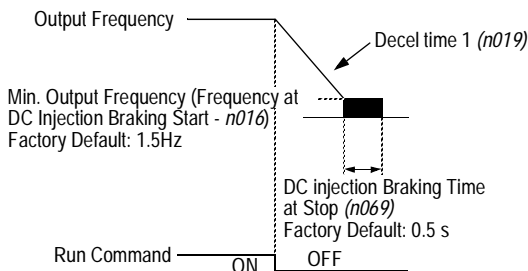 Output Frequency
Decel time 1 (n019)
Min. Output Frequency (Frequency at
DC Injection Braking Start - n016)
Factory Default: 1.5Hz
DC injection Braking Time
at Stop (n069)
Factory Default: 0.5 s
Run Command
ON
OFF